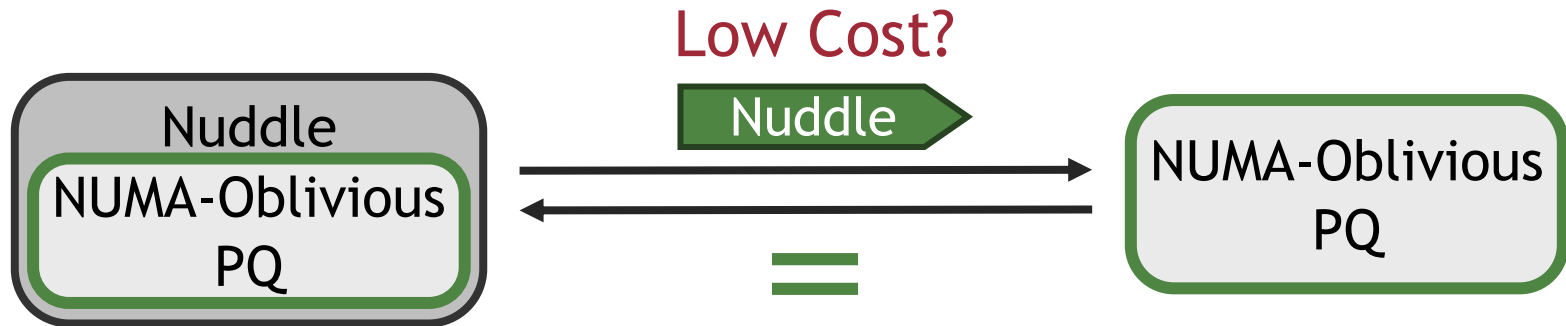 Low Cost?
Nuddle
Nuddle
NUMA-Oblivious
PQ
NUMA-Oblivious
PQ
=